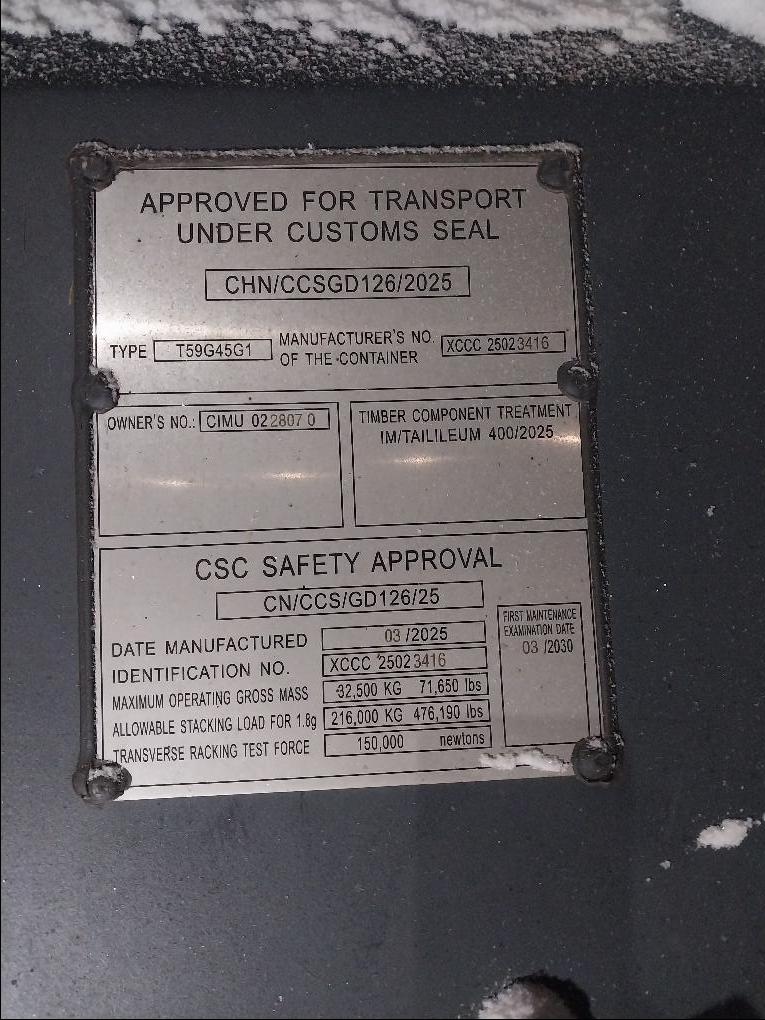 APPROVED FOR TRANSPORT
UNDER CUSTOMS SEAL
CHN/CCSGD126/2025
TYPE T59G45G1 MANUFACTURER'S NO. OF THE CONTAINER XCCC 25023416
OWNER'S NO.: CIMU 022807 0
TIMBER COMPONENT TREATMENT
IM/TAILILEUM 400/2025
CSC SAFETY APPROVAL
CN/CCS/GD126/25
DATE MANUFACTURED 03/2025
IDENTIFICATION NO. XCCC 25023416
MAXIMUM OPERATING GROSS MASS 32,500 KG 71,650 lbs
ALLOWABLE STACKING LOAD FOR 1.8g 216,000 KG 476,190 lbs
TRANSVERSE RACKING TEST FORCE 150,000 newtons
FIRST MAINTENANCE
EXAMINATION DATE
03 /2030